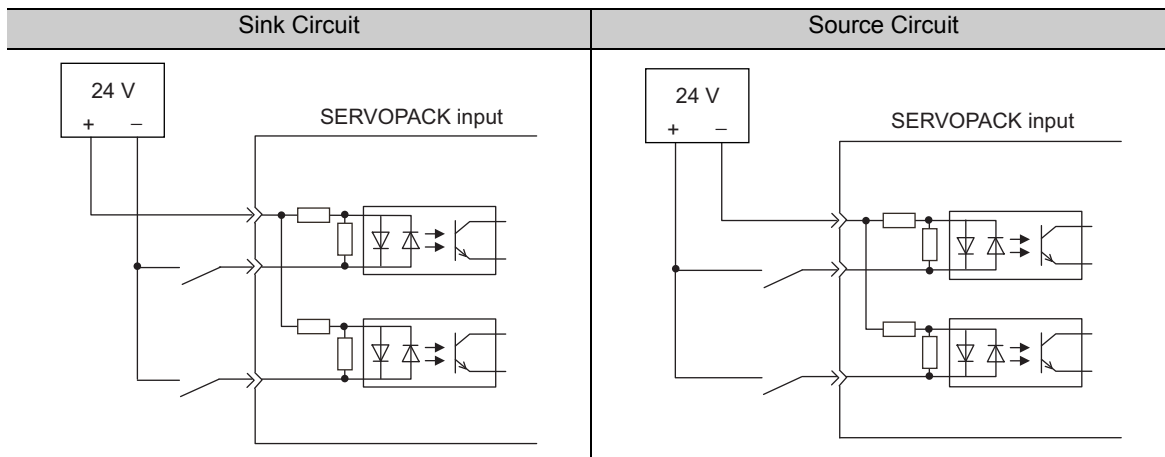 Sink Circuit
Source Circuit
24 V
+ −
SERVOPACK input
24 V
+ −
SERVOPACK input